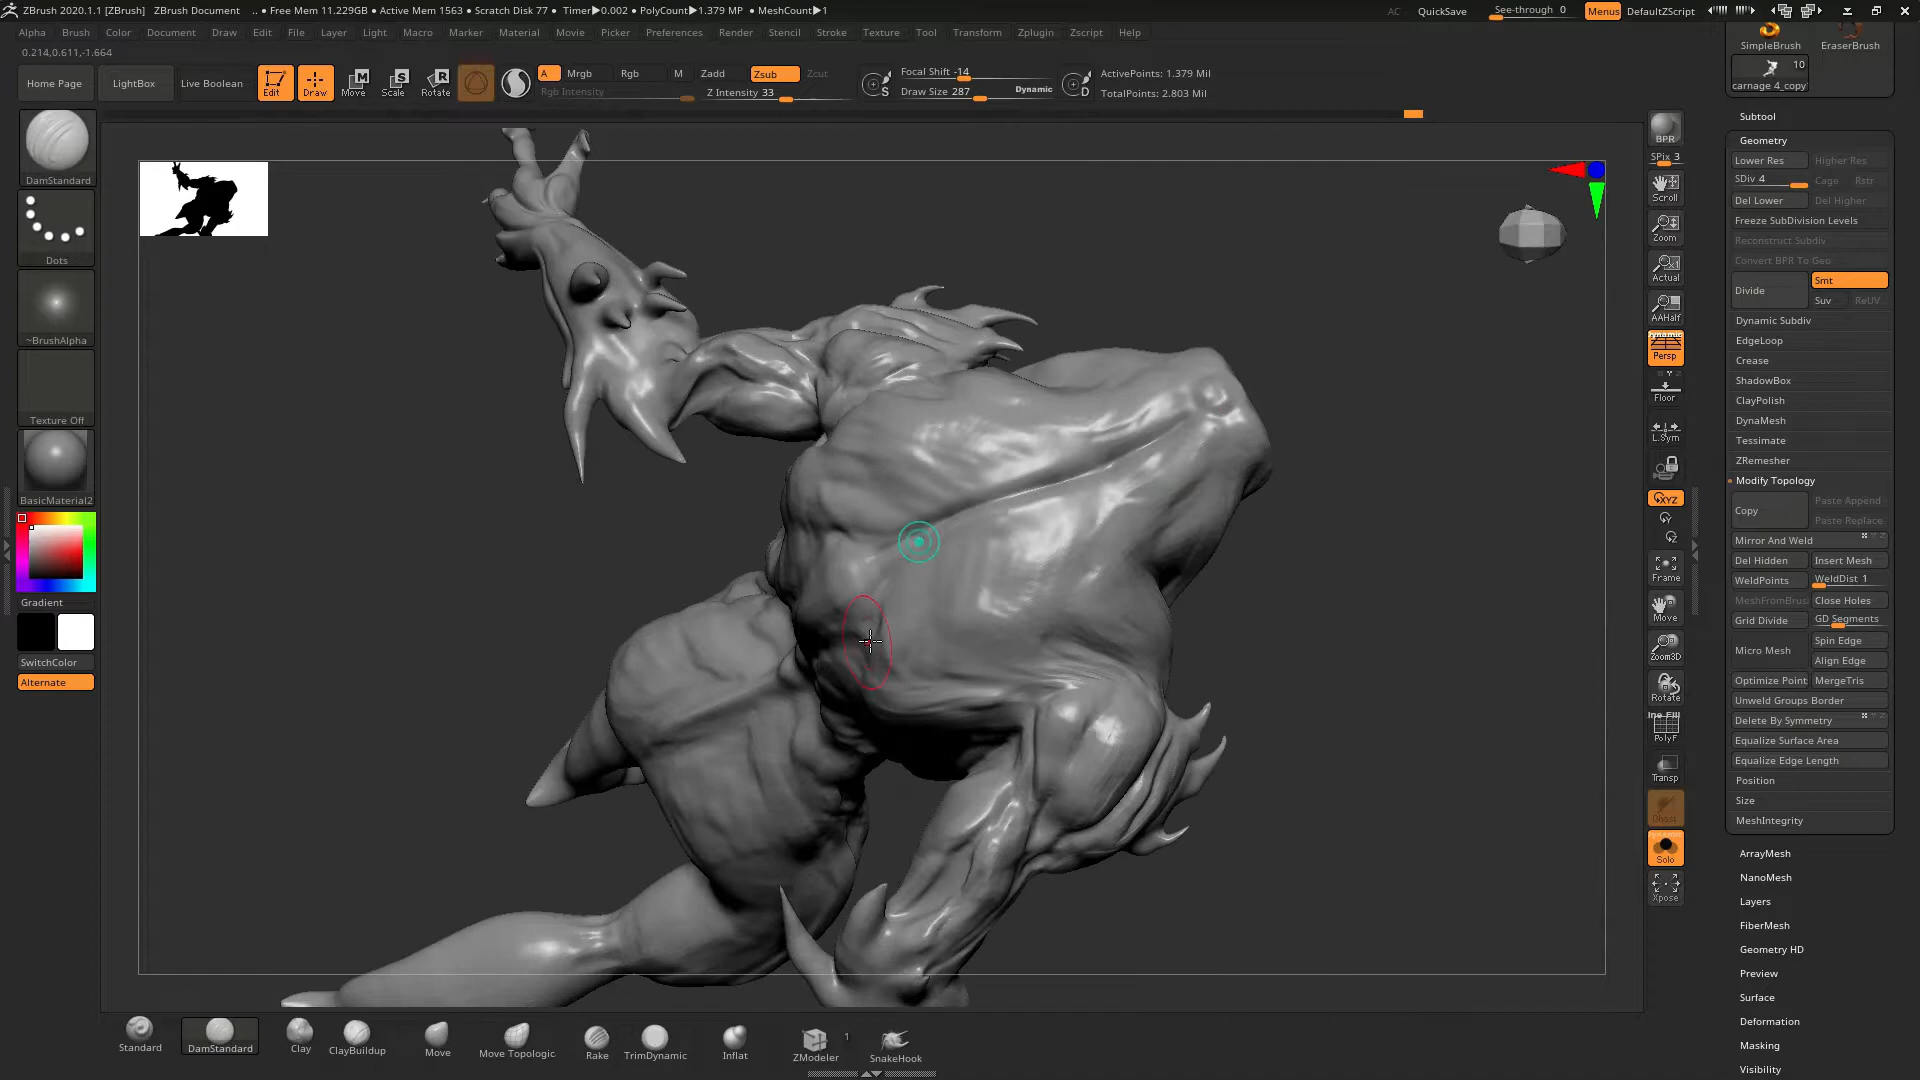 ZBrush 2020.1.1 [ZBrush] ZBrush Document .. • Free Mem 11.229GB • Active Mem 1563 • Scratch Disk 77 • Timer▶0.002 • PolyCount▶1.379 MP • MeshCount▶1 AC QuickSave See-through 0 Menus DefaultZScript
Alpha Brush Color Document Draw Edit File Layer Light Macro Marker Material Movie Picker Preferences Render Stencil Stroke Texture Tool Transform Zplugin Zscript Help
0.214,0.611,-1.664
Home Page LightBox Live Boolean Edit Draw Move Scale Rotate
A Mrgb Rgb M Zadd Zsub Zcut
Rgb Intensity Z Intensity 33
Focal Shift -14
Draw Size 287 Dynamic
ActivePoints: 1.379 Mil
TotalPoints: 2.803 Mil
DamStandard
Dots
~BrushAlpha
Texture Off
BasicMaterial2
Gradient
SwitchColor
Alternate
BPR
SPix 3
Scroll
Zoom
Actual
AAHalf
Dynamic
Persp
Floor
L.Sym
XYZ
Frame
Move
Zoom3D
Rotate
PolyF
Transp
Ghost
Solo
Xpose
SimpleBrush EraserBrush
10
carnage 4_copy
Subtool
Geometry
Lower Res Higher Res
SDiv 4 Cage Rstr
Del Lower Del Higher
Freeze SubDivision Levels
Reconstruct Subdiv
Convert BPR To Geo
Divide Smt
Suv ReUV
Dynamic Subdiv
EdgeLoop
Crease
ShadowBox
ClayPolish
DynaMesh
Tessimate
ZRemesher
Modify Topology
Copy Paste Append
Paste Replace
Mirror And Weld
Del Hidden Insert Mesh
WeldPoints WeldDist 1
MeshFromBrus Close Holes
Grid Divide GD Segments
Micro Mesh Spin Edge
Align Edge
Optimize Point MergeTris
Unweld Groups Border
Delete By Symmetry
Equalize Surface Area
Equalize Edge Length
Position
Size
MeshIntegrity
ArrayMesh
NanoMesh
Layers
FiberMesh
Geometry HD
Preview
Surface
Deformation
Masking
Visibility
Standard DamStandard Clay ClayBuildup Move Move Topologic Rake TrimDynamic Inflat ZModeler 1 SnakeHook